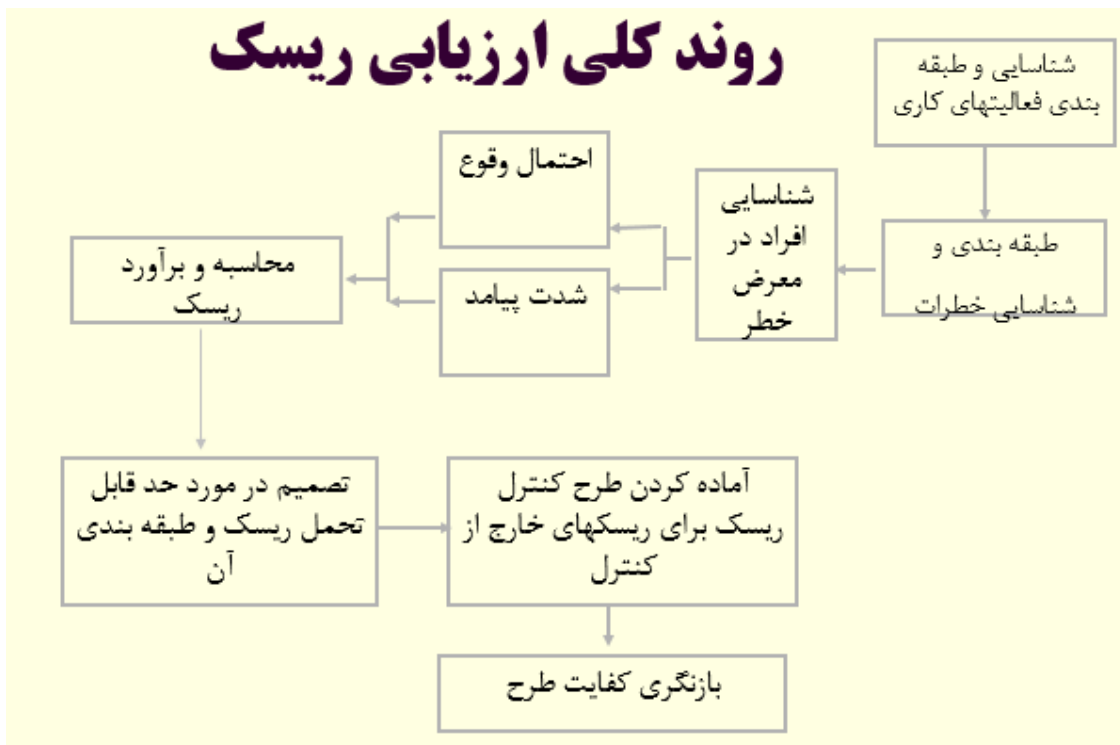 روند کلی ارزیابی ریسک
شناسایی و طبقه
بندی فعالیتهای کاری
طبقه بندی و
شناسایی خطرات
شناسایی
افراد در
معرض
خطر
احتمال وقوع
شدت پیامد
محاسبه و برآورد
ریسک
تصمیم در مورد حد قابل
تحمل ریسک و طبقه بندی
آن
آماده کردن طرح کنترل
ریسک برای ریسکهای خارج از
کنترل
بازنگری کفایت طرح